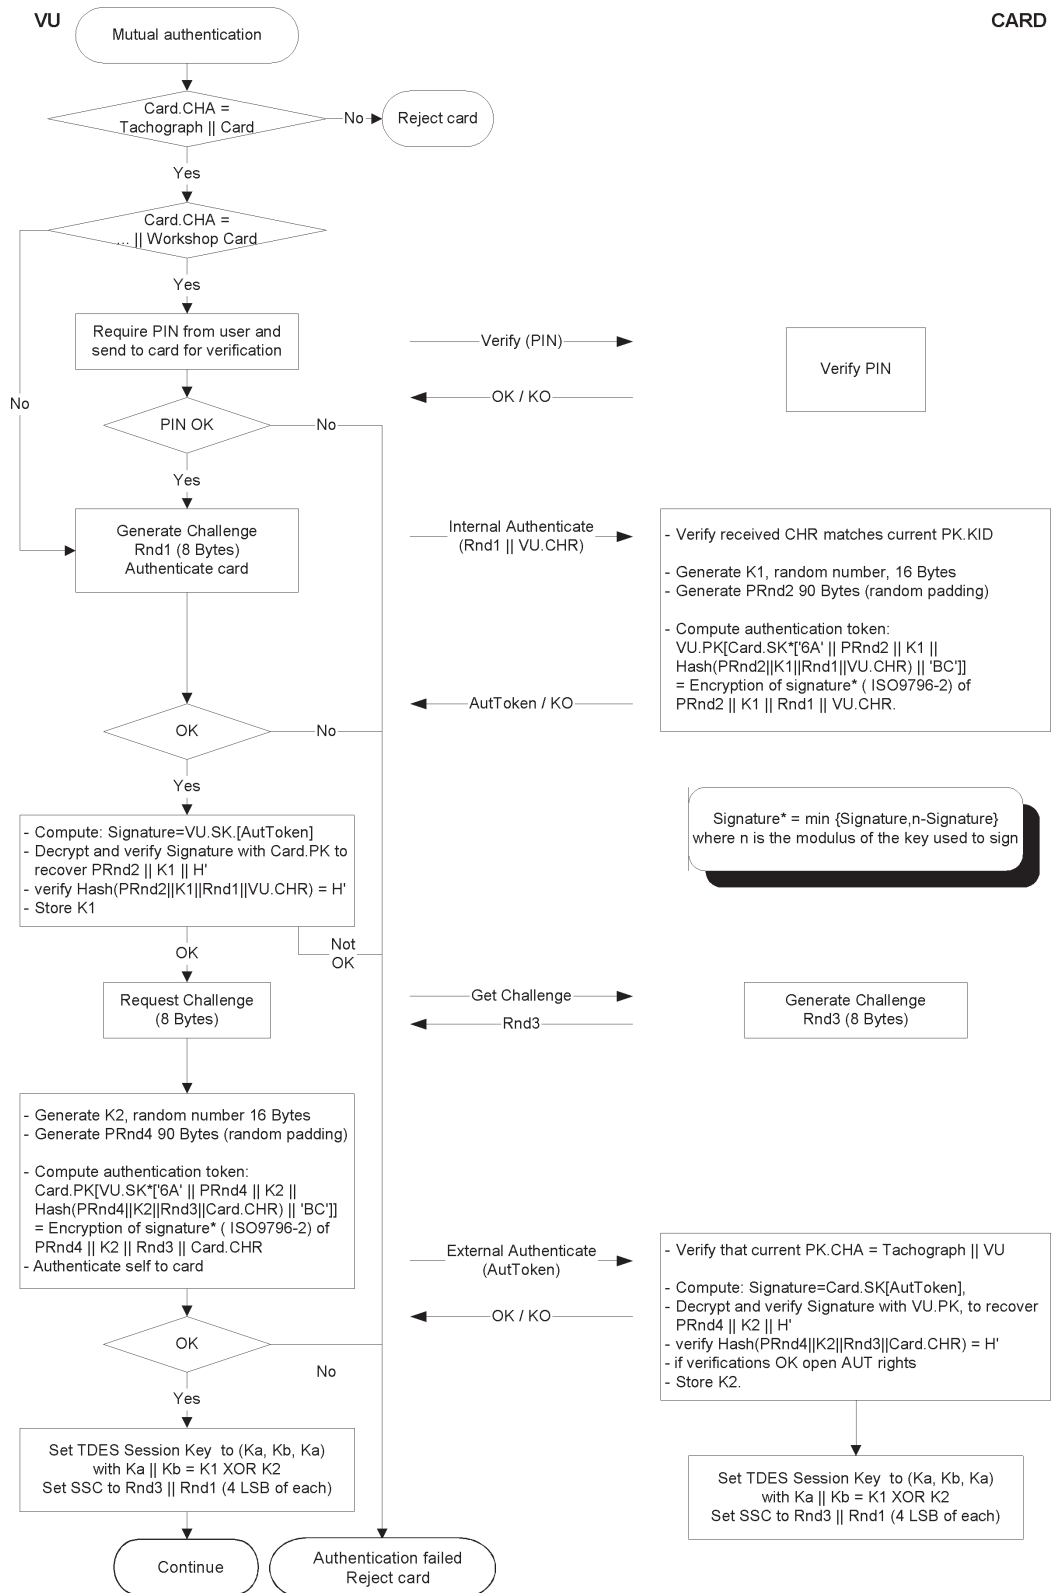 VU
CARD
Mutual authentication
Card.CHA =
Tachograph || Card
No
Reject card
Yes
Card.CHA =
... || Workshop Card
Yes
Require PIN from user and
send to card for verification
Verify (PIN)
Verify PIN
OK / KO
No
PIN OK
No
Yes
Generate Challenge
Rnd1 (8 Bytes)
Authenticate card
Internal Authenticate
(Rnd1 || VU.CHR)
- Verify received CHR matches current PK.KID
- Generate K1, random number, 16 Bytes
- Generate PRnd2 90 Bytes (random padding)
- Compute authentication token:
VU.PK[Card.SK*['6A' || PRnd2 || K1 ||
Hash(PRnd2||K1||Rnd1||VU.CHR) || 'BC']]
= Encryption of signature* ( ISO9796-2) of
PRnd2 || K1 || Rnd1 || VU.CHR.
AutToken / KO
OK
No
Yes
Signature* = min {Signature,n-Signature}
where n is the modulus of the key used to sign
- Compute: Signature=VU.SK.[AutToken]
- Decrypt and verify Signature with Card.PK to
recover PRnd2 || K1 || H'
- verify Hash(PRnd2||K1||Rnd1||VU.CHR) = H'
- Store K1
OK
Not
OK
Request Challenge
(8 Bytes)
Get Challenge
Rnd3
Generate Challenge
Rnd3 (8 Bytes)
- Generate K2, random number 16 Bytes
- Generate PRnd4 90 Bytes (random padding)
- Compute authentication token:
Card.PK[VU.SK*['6A' || PRnd4 || K2 ||
Hash(PRnd4||K2||Rnd3||Card.CHR) || 'BC']]
= Encryption of signature* ( ISO9796-2) of
PRnd4 || K2 || Rnd3 || Card.CHR
- Authenticate self to card
External Authenticate
(AutToken)
OK / KO
- Verify that current PK.CHA = Tachograph || VU
- Compute: Signature=Card.SK[AutToken],
- Decrypt and verify Signature with VU.PK, to recover
PRnd4 || K2 || H'
- verify Hash(PRnd4||K2||Rnd3||Card.CHR) = H'
- if verifications OK open AUT rights
- Store K2.
OK
No
Yes
Set TDES Session Key to (Ka, Kb, Ka)
with Ka || Kb = K1 XOR K2
Set SSC to Rnd3 || Rnd1 (4 LSB of each)
Set TDES Session Key to (Ka, Kb, Ka)
with Ka || Kb = K1 XOR K2
Set SSC to Rnd3 || Rnd1 (4 LSB of each)
Continue
Authentication failed
Reject card